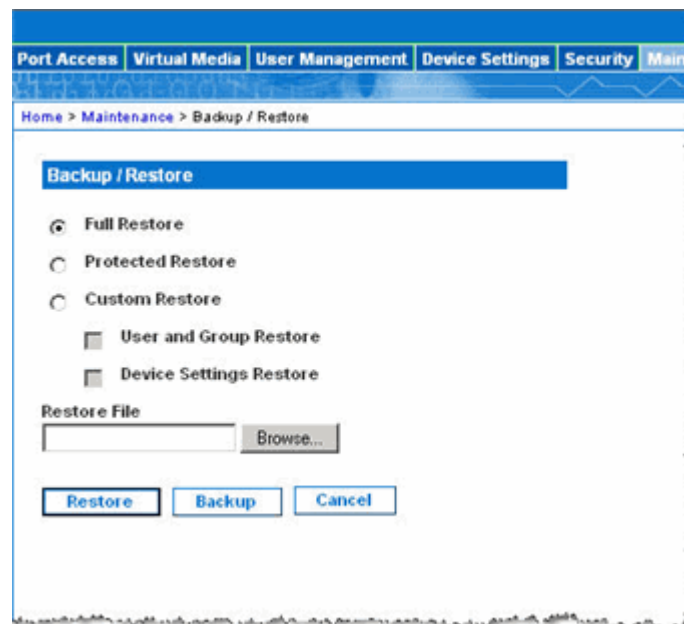 Port Access Virtual Media User Management Device Settings Security Main
Home > Maintenance > Backup / Restore
Backup / Restore
Full Restore
Protected Restore
Custom Restore
User and Group Restore
Device Settings Restore
Restore File
Browse...
Restore Backup Cancel